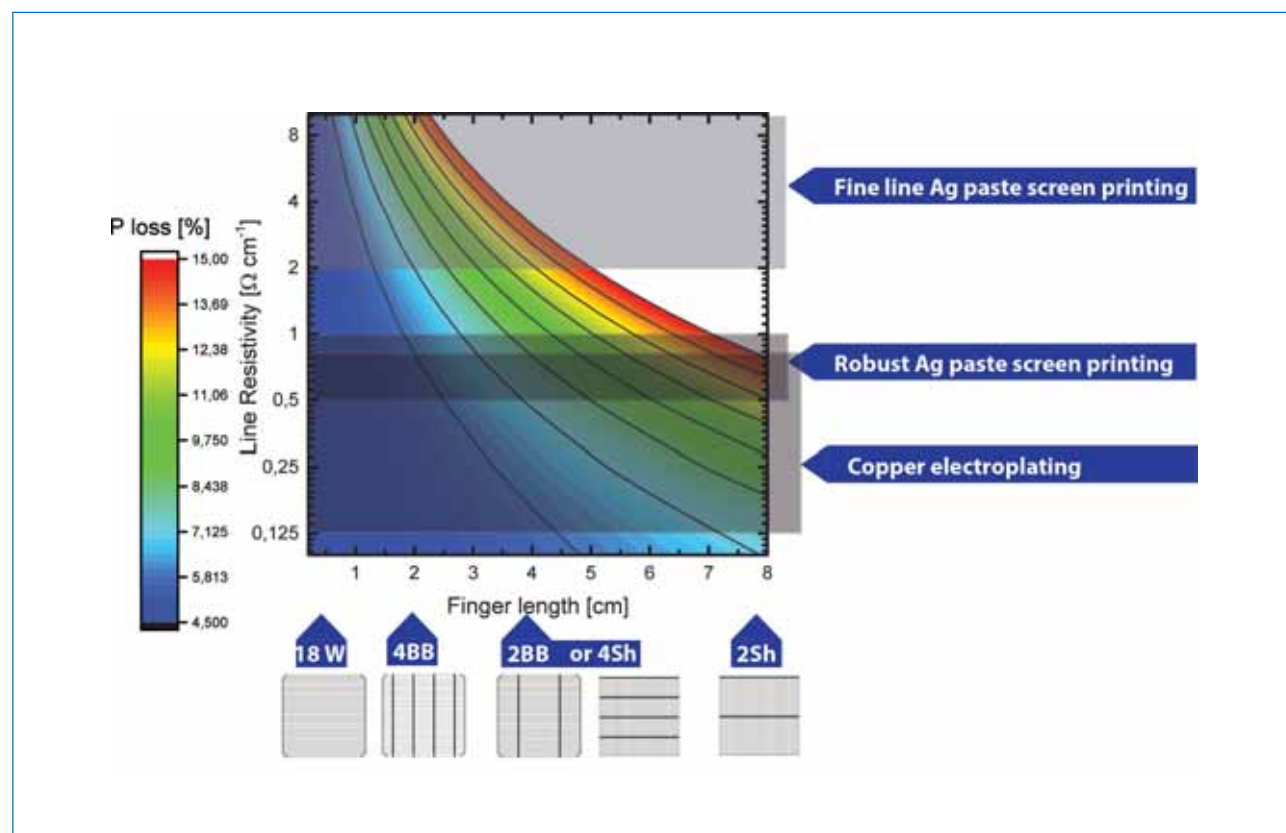 P loss [%]
15,00
13,69
12,38
11,06
9,750
8,438
7,125
5,813
4,500
Line Resistivity [Ω cm⁻¹]
8
4
2
1
0,5
0,25
0,125
1 2 3 4 5 6 7 8
Finger length [cm]
Fine line Ag paste screen printing
Robust Ag paste screen printing
Copper electroplating
18 W 4BB 2BB or 4Sh 2Sh